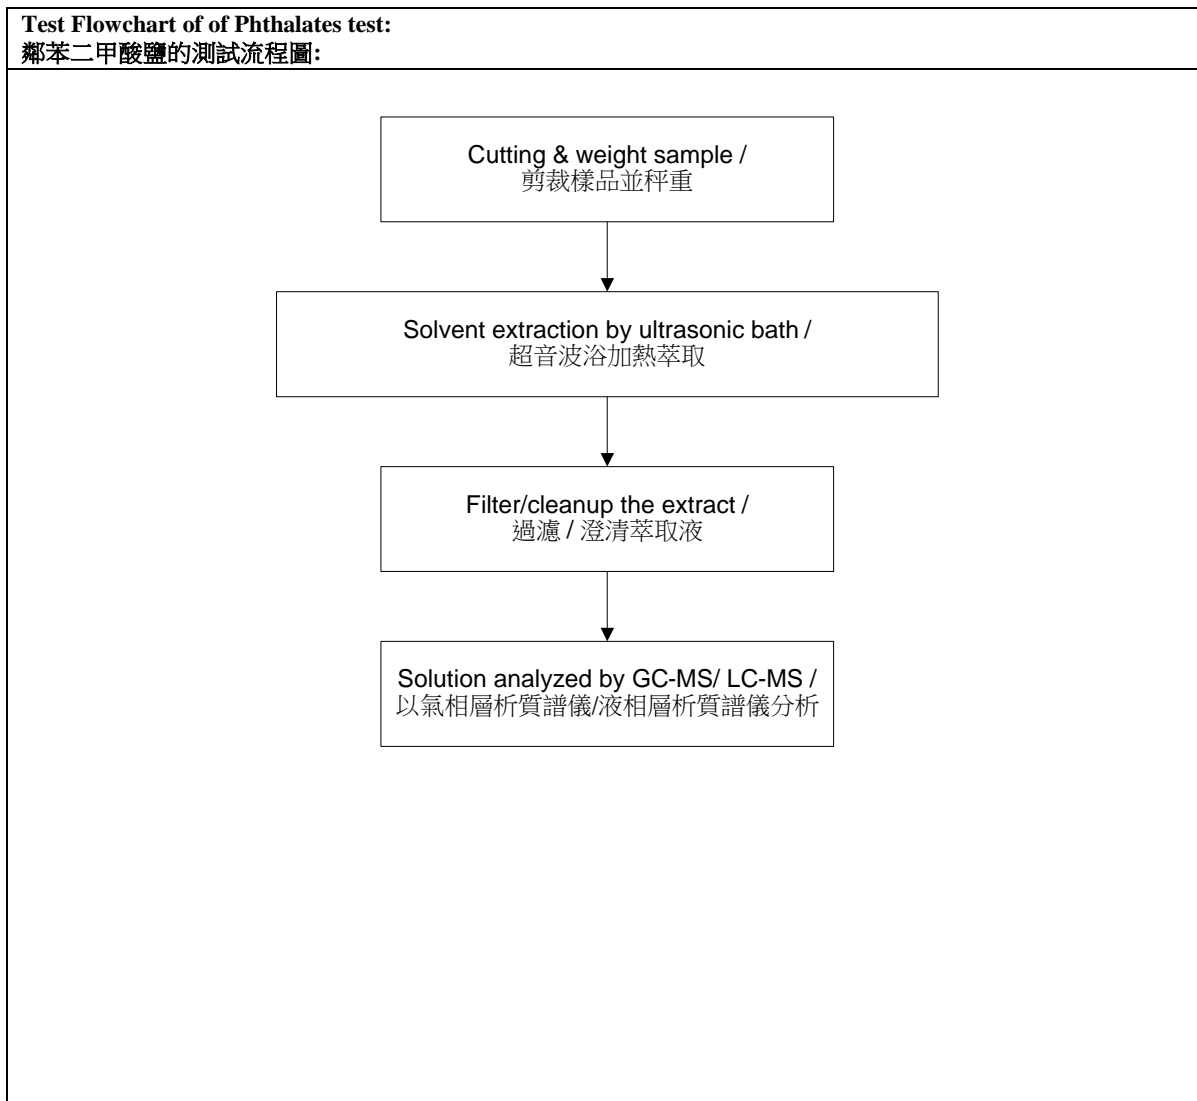 Test Flowchart of of Phthalates test:
鄰苯二甲酸鹽的測試流程圖:
Cutting & weight sample /
剪裁樣品並秤重
Solvent extraction by ultrasonic bath /
超音波浴加熱萃取
Filter/cleanup the extract /
過濾 / 澄清萃取液
Solution analyzed by GC-MS/ LC-MS /
以氣相層析質譜儀/液相層析質譜儀分析